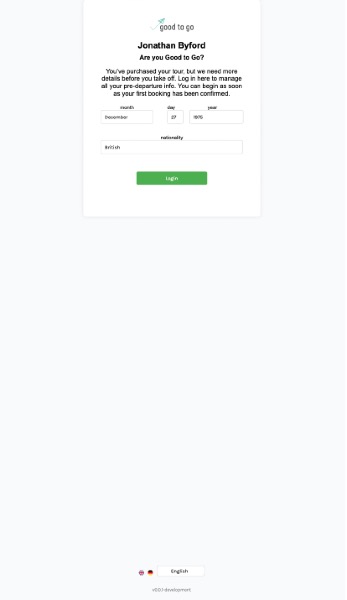 good to go
Jonathan Byford
Are you Good to Go?
You've purchased your tour, but we need more
details before you take off. Log in here to manage
all your pre-departure info. You can begin as soon
as your first booking has been confirmed.
month day year
December 27 1975
nationality
British
Login
English
v0.0.1-development